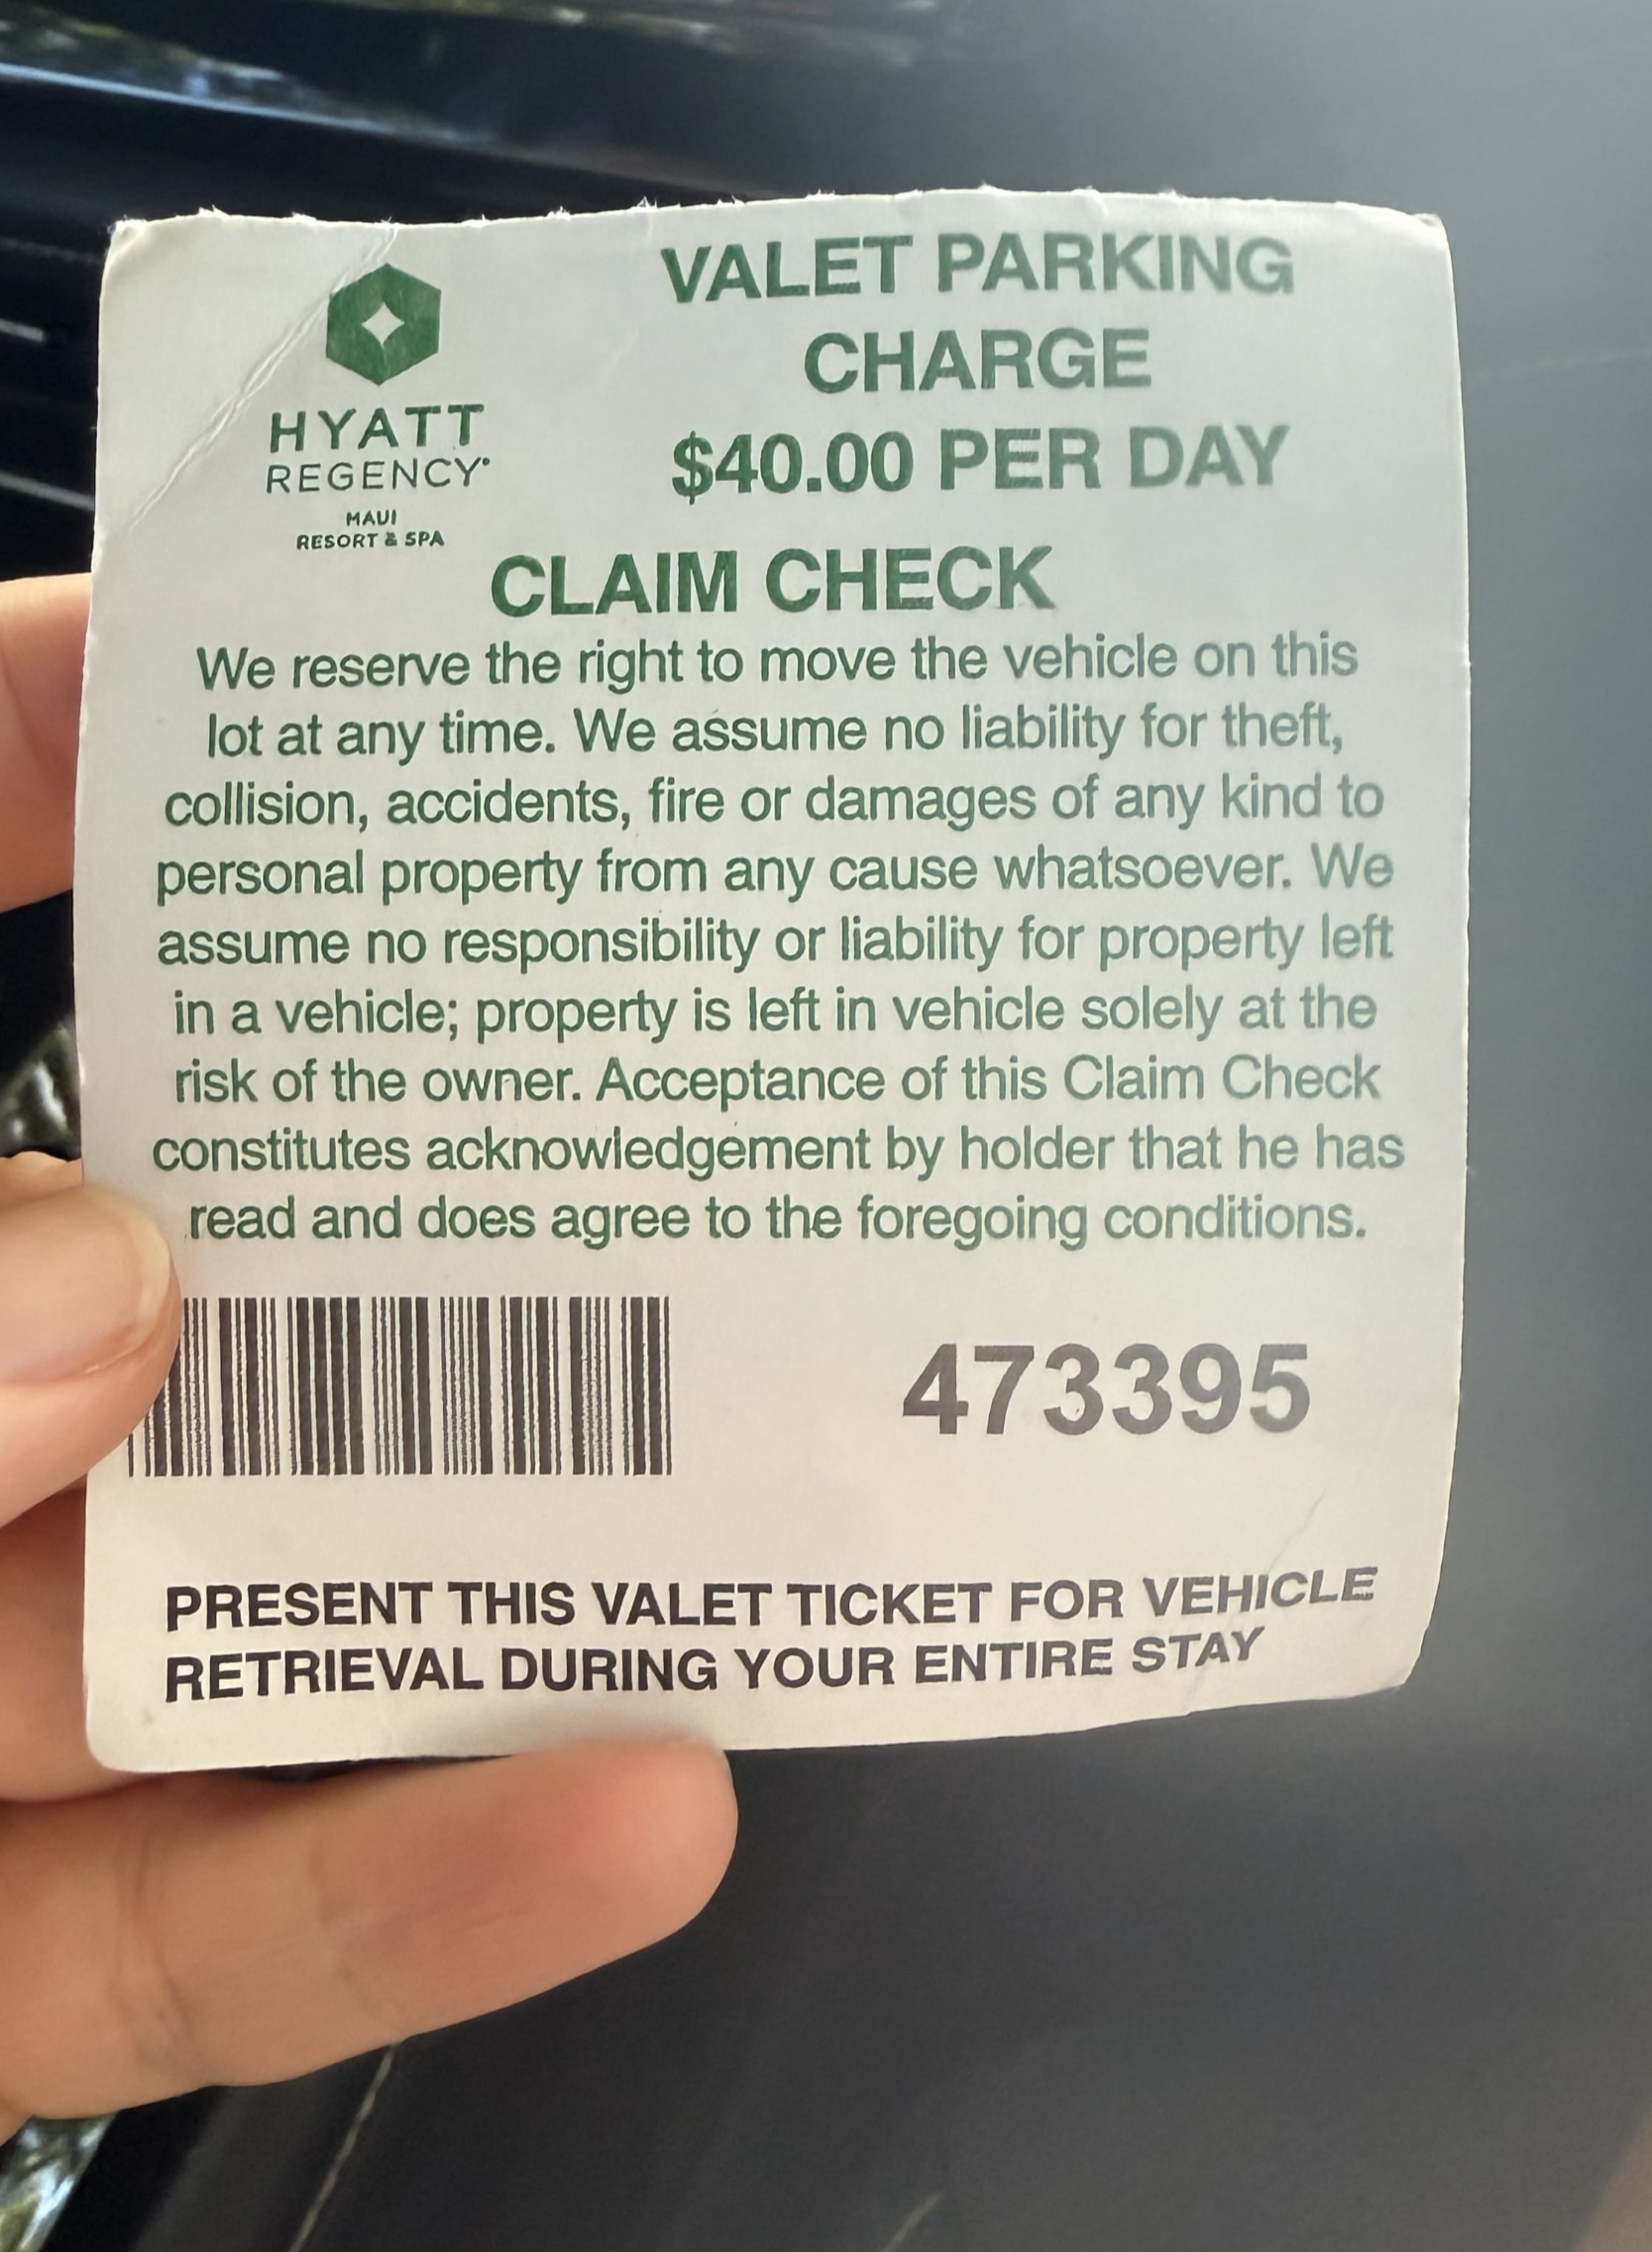 VALET PARKING
CHARGE
$40.00 PER DAY
HYATT
REGENCY®
MAUI
RESORT & SPA
CLAIM CHECK
We reserve the right to move the vehicle on this
lot at any time. We assume no liability for theft,
collision, accidents, fire or damages of any kind to
personal property from any cause whatsoever. We
assume no responsibility or liability for property left
in a vehicle; property is left in vehicle solely at the
risk of the owner. Acceptance of this Claim Check
constitutes acknowledgement by holder that he has
read and does agree to the foregoing conditions.
473395
PRESENT THIS VALET TICKET FOR VEHICLE
RETRIEVAL DURING YOUR ENTIRE STAY